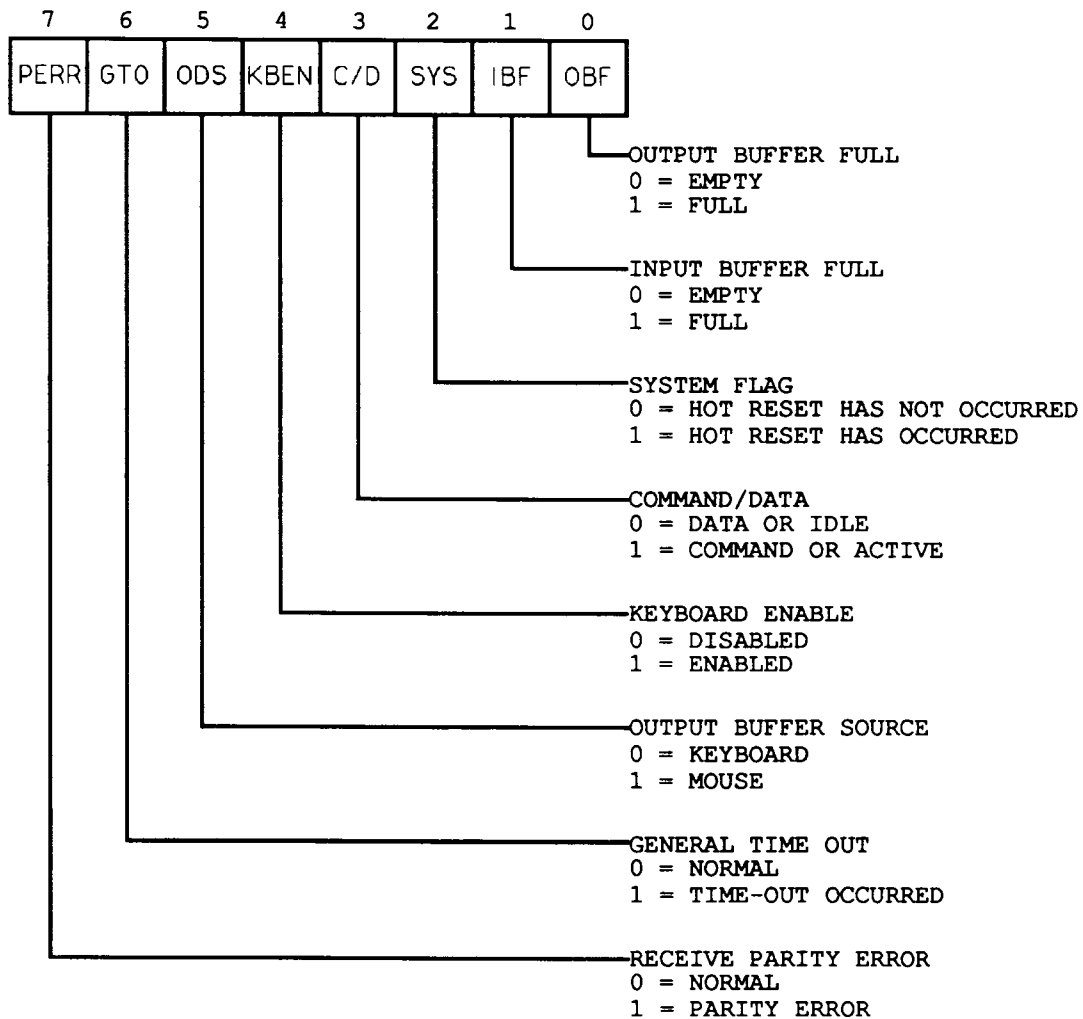 7 6 5 4 3 2 1 0
PERR GTO ODS KBEN C/D SYS IBF OBF
OUTPUT BUFFER FULL
0 = EMPTY
1 = FULL
INPUT BUFFER FULL
0 = EMPTY
1 = FULL
SYSTEM FLAG
0 = HOT RESET HAS NOT OCCURRED
1 = HOT RESET HAS OCCURRED
COMMAND/DATA
0 = DATA OR IDLE
1 = COMMAND OR ACTIVE
KEYBOARD ENABLE
0 = DISABLED
1 = ENABLED
OUTPUT BUFFER SOURCE
0 = KEYBOARD
1 = MOUSE
GENERAL TIME OUT
0 = NORMAL
1 = TIME-OUT OCCURRED
RECEIVE PARITY ERROR
0 = NORMAL
1 = PARITY ERROR